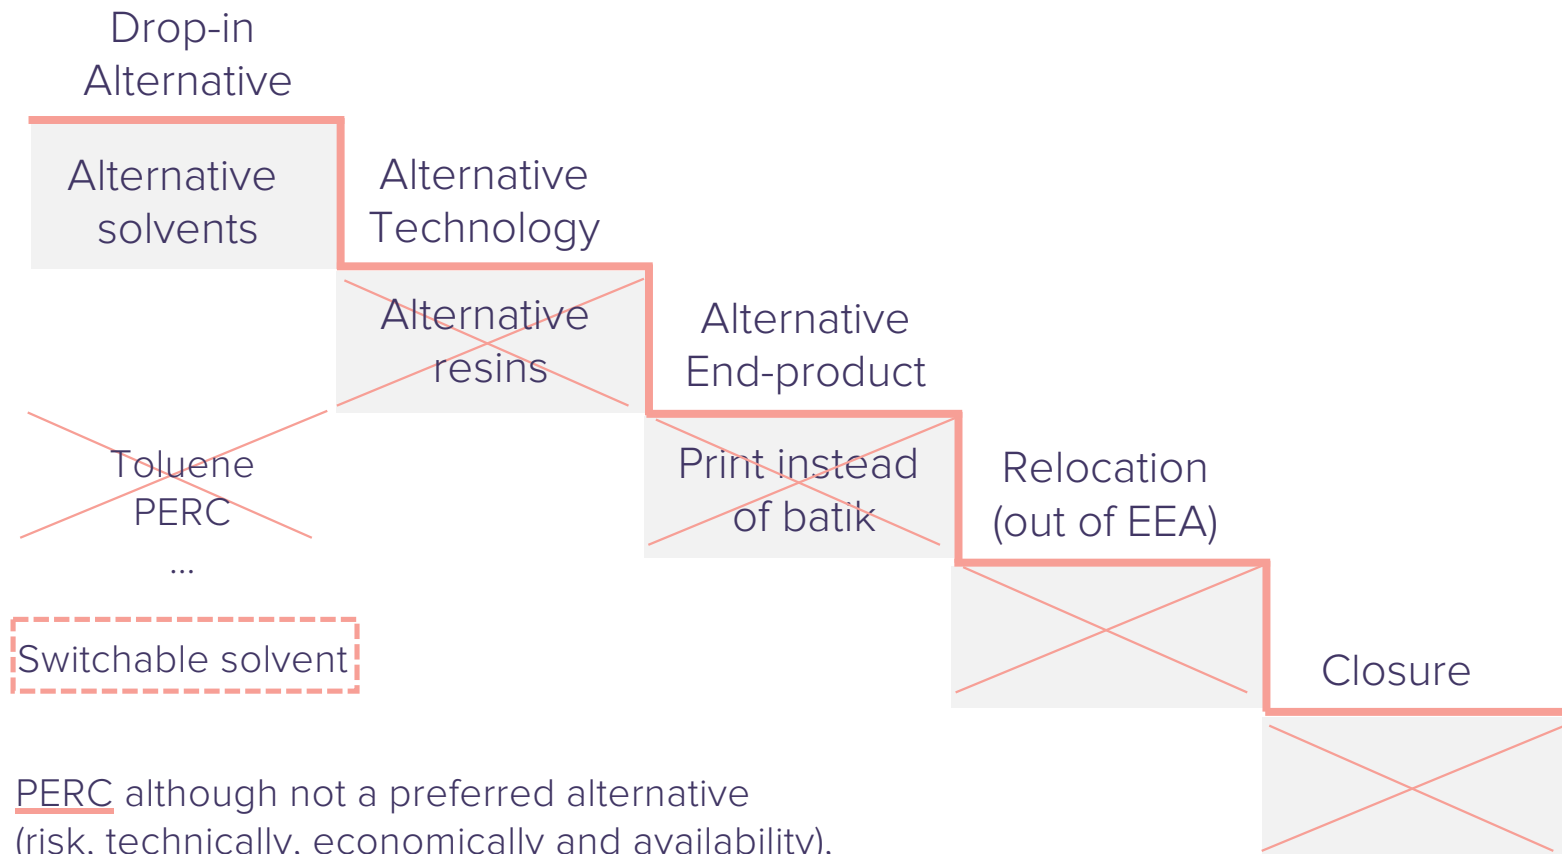 Drop-in
Alternative
Alternative
solvents
Alternative
Technology
Alternative
resins
Alternative
End-product
Toluene
PERC
...
Print instead
of batik
Relocation
(out of EEA)
Switchable solvent
Closure
PERC although not a preferred alternative
(risk, technically, economically and availability),